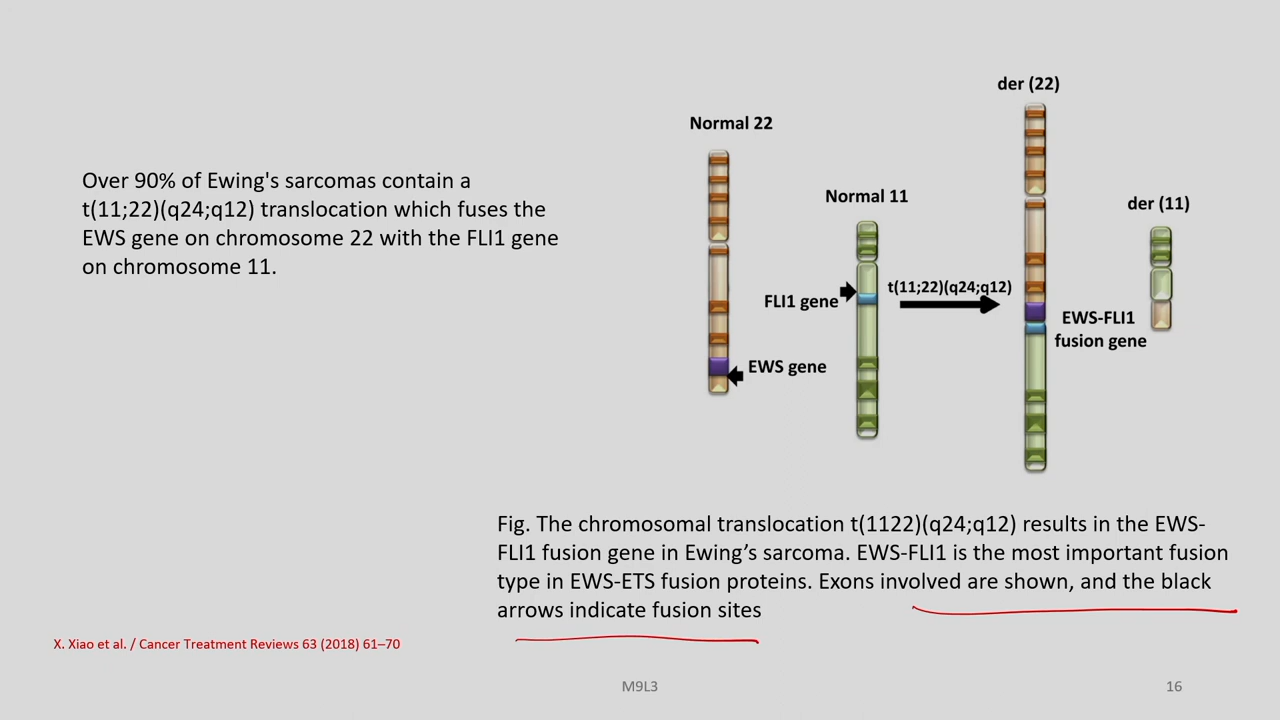 Over 90% of Ewing's sarcomas contain a
t(11;22)(q24;q12) translocation which fuses the
EWS gene on chromosome 22 with the FLI1 gene
on chromosome 11.
Normal 22
EWS gene
Normal 11
FLI1 gene
t(11;22)(q24;q12)
der (22)
EWS-FLI1
fusion gene
der (11)
Fig. The chromosomal translocation t(1122)(q24;q12) results in the EWS-
FLI1 fusion gene in Ewing’s sarcoma. EWS-FLI1 is the most important fusion
type in EWS-ETS fusion proteins. Exons involved are shown, and the black
arrows indicate fusion sites
X. Xiao et al. / Cancer Treatment Reviews 63 (2018) 61–70
M9L3
16